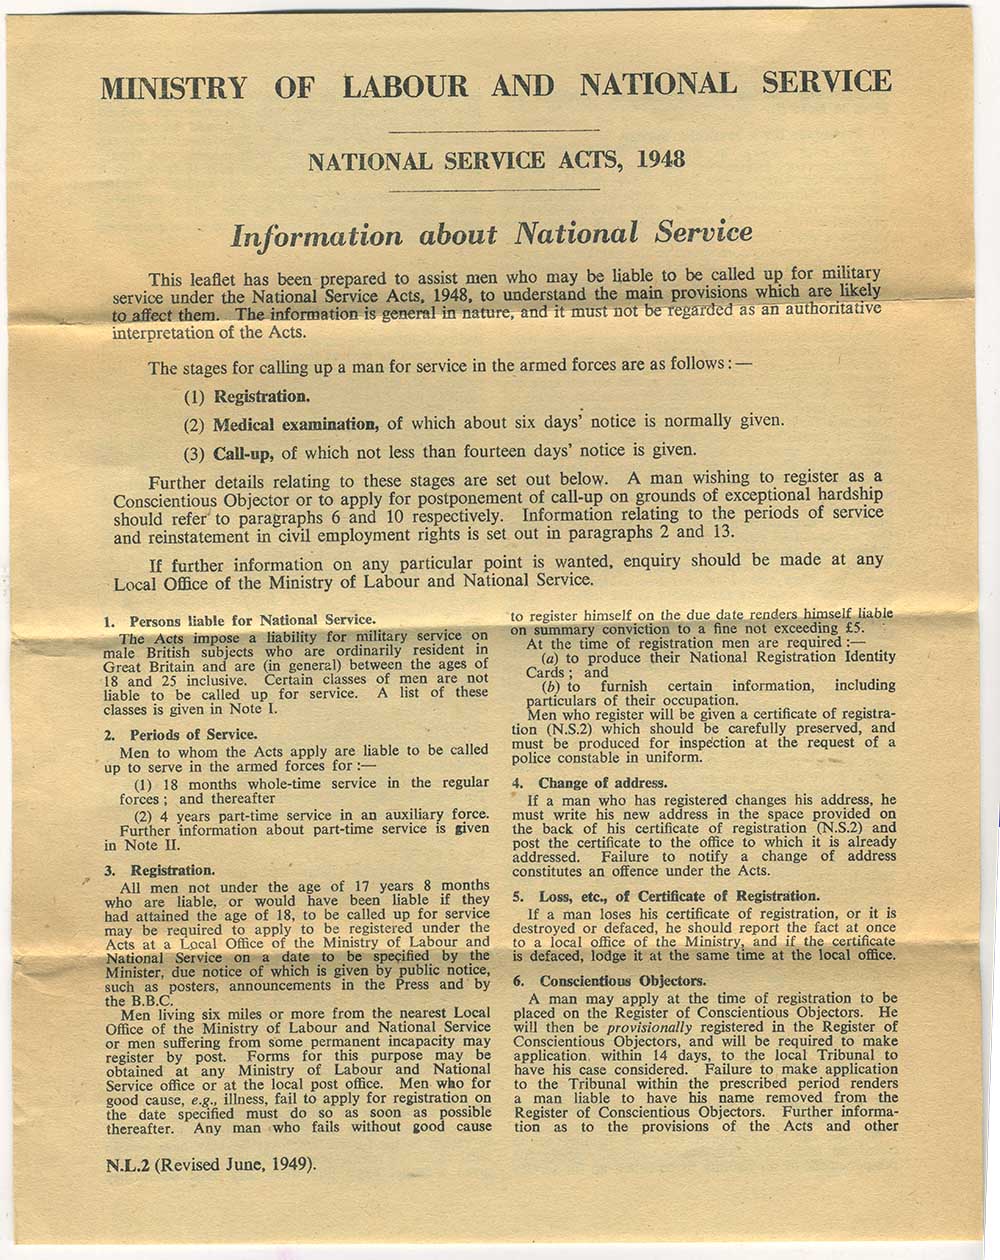 MINISTRY OF LABOUR AND NATIONAL SERVICE
NATIONAL SERVICE ACTS, 1948
Information about National Service
This leaflet has been prepared to assist men who may be liable to be called up for military
service under the National Service Acts, 1948, to understand the main provisions which are likely
to affect them. The information is general in nature, and it must not be regarded as an authoritative
interpretation of the Acts.
The stages for calling up a man for service in the armed forces are as follows :—
(1) Registration.
(2) Medical examination, of which about six days' notice is normally given.
(3) Call-up, of which not less than fourteen days' notice is given.
Further details relating to these stages are set out below. A man wishing to register as a
Conscientious Objector or to apply for postponement of call-up on grounds of exceptional hardship
should refer to paragraphs 6 and 10 respectively. Information relating to the periods of service
and reinstatement in civil employment rights is set out in paragraphs 2 and 13.
If further information on any particular point is wanted, enquiry should be made at any
Local Office of the Ministry of Labour and National Service.
1. Persons liable for National Service.
The Acts impose a liability for military service on
male British subjects who are ordinarily resident in
Great Britain and are (in general) between the ages of
18 and 25 inclusive. Certain classes of men are not
liable to be called up for service. A list of these
classes is given in Note I.
2. Periods of Service.
Men to whom the Acts apply are liable to be called
up to serve in the armed forces for :—
(1) 18 months whole-time service in the regular
forces ; and thereafter
(2) 4 years part-time service in an auxiliary force.
Further information about part-time service is given
in Note II.
3. Registration.
All men not under the age of 17 years 8 months
who are liable, or would have been liable if they
had attained the age of 18, to be called up for service
may be required to apply to be registered under the
Acts at a Local Office of the Ministry of Labour and
National Service on a date to be specified by the
Minister, due notice of which is given by public notice,
such as posters, announcements in the Press and by
the B.B.C.
Men living six miles or more from the nearest Local
Office of the Ministry of Labour and National Service
or men suffering from some permanent incapacity may
register by post. Forms for this purpose may be
obtained at any Ministry of Labour and National
Service office or at the local post office. Men who for
good cause, e.g., illness, fail to apply for registration on
the date specified must do so as soon as possible
thereafter. Any man who fails without good cause
to register himself on the due date renders himself liable
on summary conviction to a fine not exceeding £5.
At the time of registration men are required :—
(a) to produce their National Registration Identity
Cards ; and
(b) to furnish certain information, including
particulars of their occupation.
Men who register will be given a certificate of registra-
tion (N.S.2) which should be carefully preserved, and
must be produced for inspection at the request of a
police constable in uniform.
4. Change of address.
If a man who has registered changes his address, he
must write his new address in the space provided on
the back of his certificate of registration (N.S.2) and
post the certificate to the office to which it is already
addressed. Failure to notify a change of address
constitutes an offence under the Acts.
5. Loss, etc., of Certificate of Registration.
If a man loses his certificate of registration, or it is
destroyed or defaced, he should report the fact at once
to a local office of the Ministry, and if the certificate
is defaced, lodge it at the same time at the local office.
6. Conscientious Objectors.
A man may apply at the time of registration to be
placed on the Register of Conscientious Objectors. He
will then be provisionally registered in the Register of
Conscientious Objectors, and will be required to make
application, within 14 days, to the local Tribunal to
have his case considered. Failure to make application
to the Tribunal within the prescribed period renders
a man liable to have his name removed from the
Register of Conscientious Objectors. Further informa-
tion as to the provisions of the Acts and other
N.L.2 (Revised June, 1949).